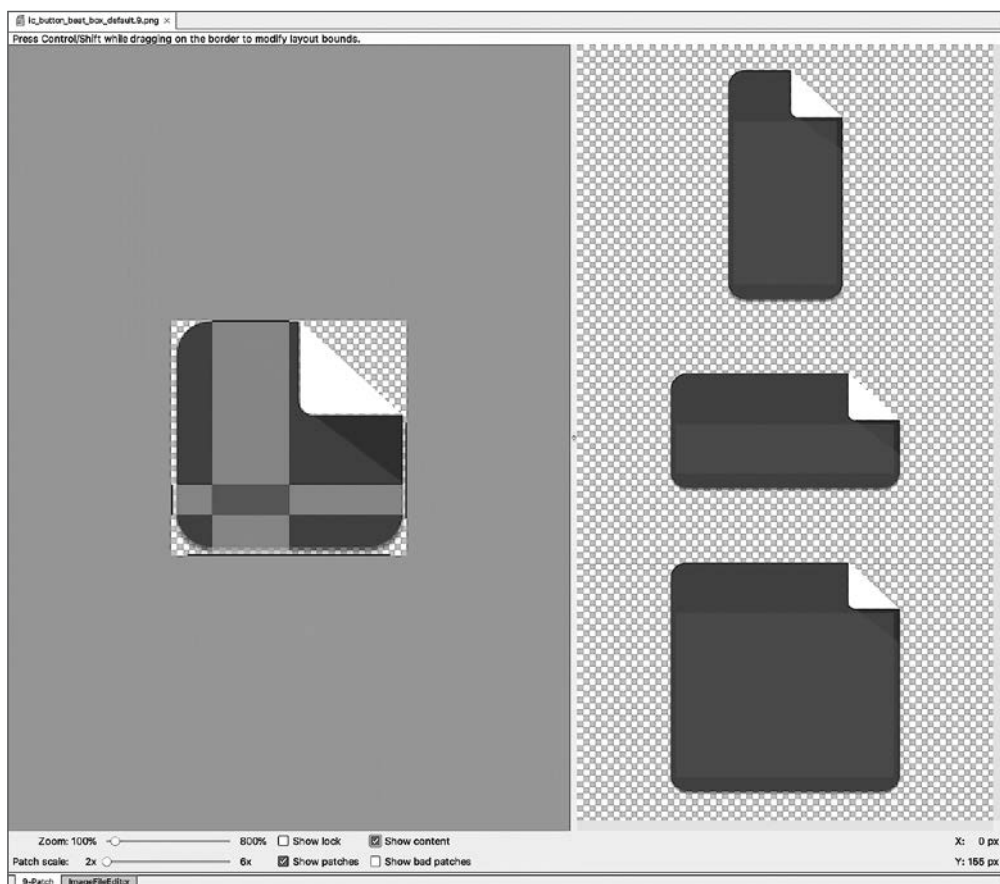 ic_button_beat_box_default.9.png ×
Press Control/Shift while dragging on the border to modify layout bounds.
Zoom: 100% 800% Show lock Show content X: 0 px
Patch scale: 2x 6x Show patches Show bad patches Y: 155 px
9-Patch ImageFileEditor